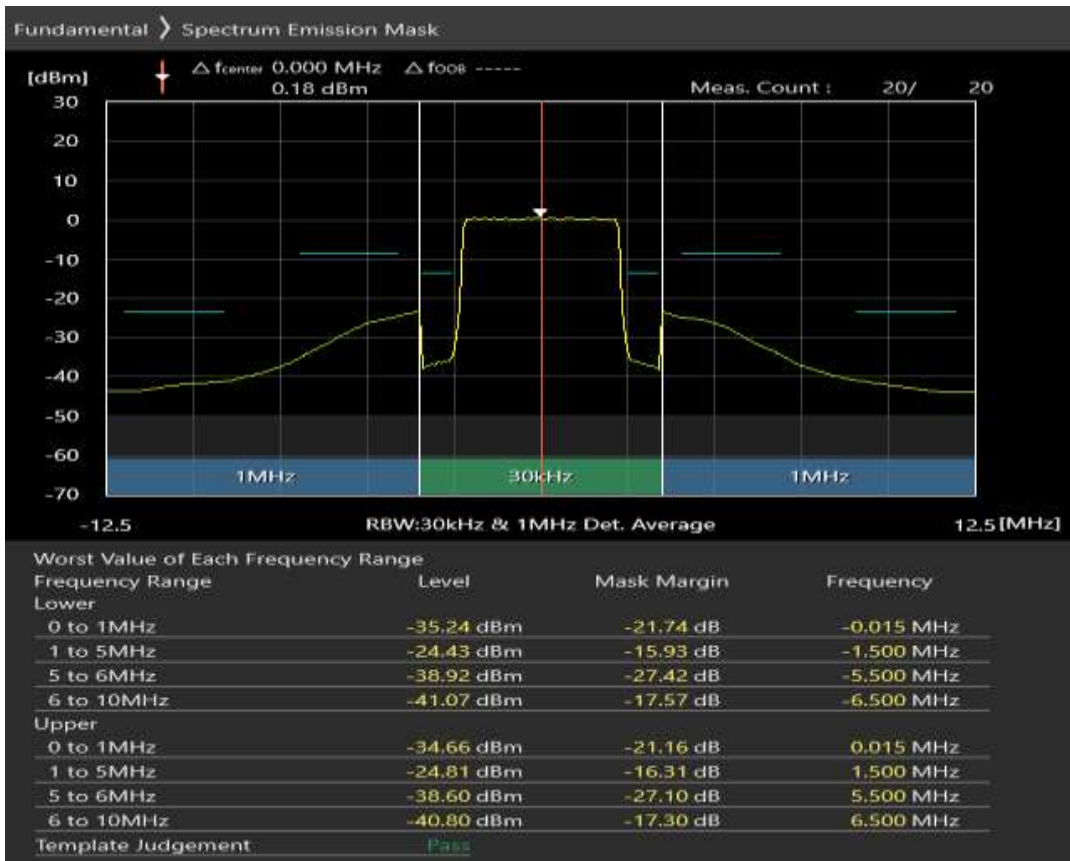 Fundamental ❯ Spectrum Emission Mask
[dBm] △ fcenter 0.000 MHz △ fOOB -----
0.18 dBm Meas. Count : 20/ 20
30
20
10
0
-10
-20
-30
-40
-50
-60
1MHz 30kHz 1MHz
-70
-12.5 RBW:30kHz & 1MHz Det. Average 12.5 [MHz]
Worst Value of Each Frequency Range
Frequency Range Level Mask Margin Frequency
Lower
0 to 1MHz -35.24 dBm -21.74 dB -0.015 MHz
1 to 5MHz -24.43 dBm -15.93 dB -1.500 MHz
5 to 6MHz -38.92 dBm -27.42 dB -5.500 MHz
6 to 10MHz -41.07 dBm -17.57 dB -6.500 MHz
Upper
0 to 1MHz -34.66 dBm -21.16 dB 0.015 MHz
1 to 5MHz -24.81 dBm -16.31 dB 1.500 MHz
5 to 6MHz -38.60 dBm -27.10 dB 5.500 MHz
6 to 10MHz -40.80 dBm -17.30 dB 6.500 MHz
Template Judgement Pass